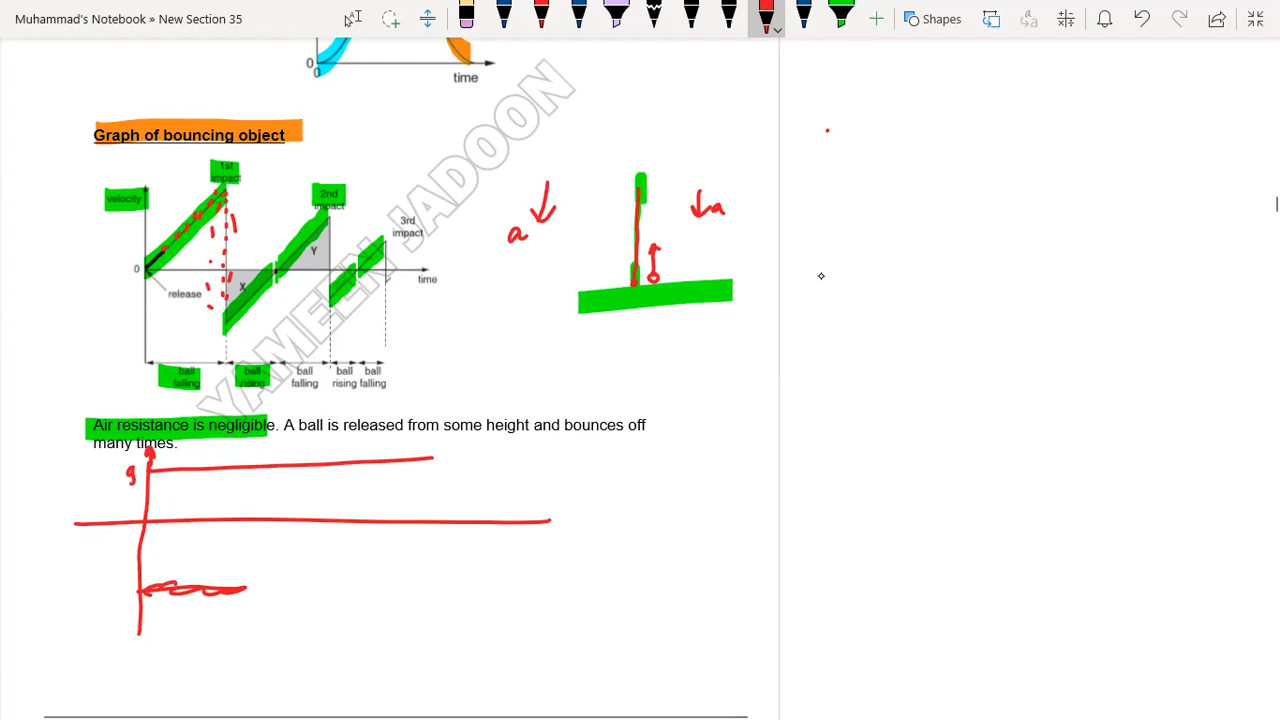 Muhammad's Notebook » New Section 35
Shapes
0
0
time
Graph of bouncing object
1st
impact
velocity
2nd
impact
3rd
impact
Y
0
X
release
time
a
a
ball
falling
ball
rising
ball
falling
ball
rising
ball
falling
YAMEEN JADOON
Air resistance is negligible. A ball is released from some height and bounces off
many times.
g